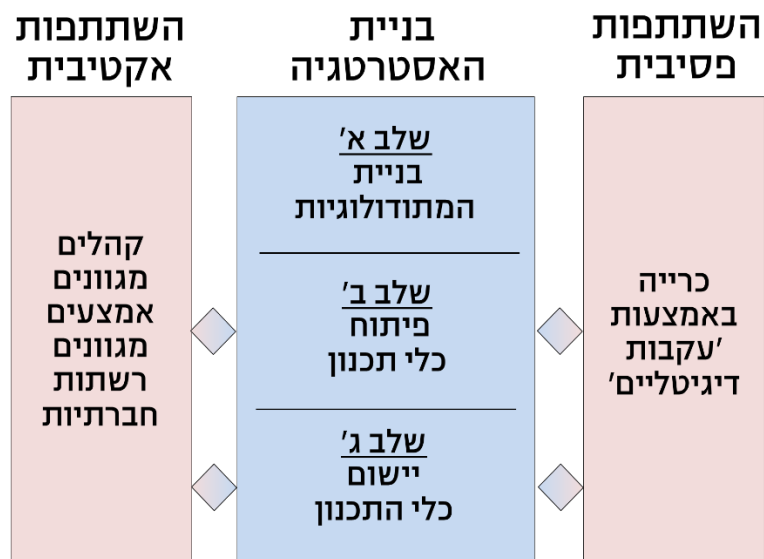 השתתפות
פסיבית
כרייה
באמצעות
'עקבות
דיגיטליים'
בניית
האסטרטגיה
שלב א'
בניית
המתודולוגיות
שלב ב'
פיתוח
כלי תכנון
שלב ג'
יישום
כלי התכנון
השתתפות
אקטיבית
קהלים
מגוונים
אמצעים
מגוונים
רשתות
חברתיות